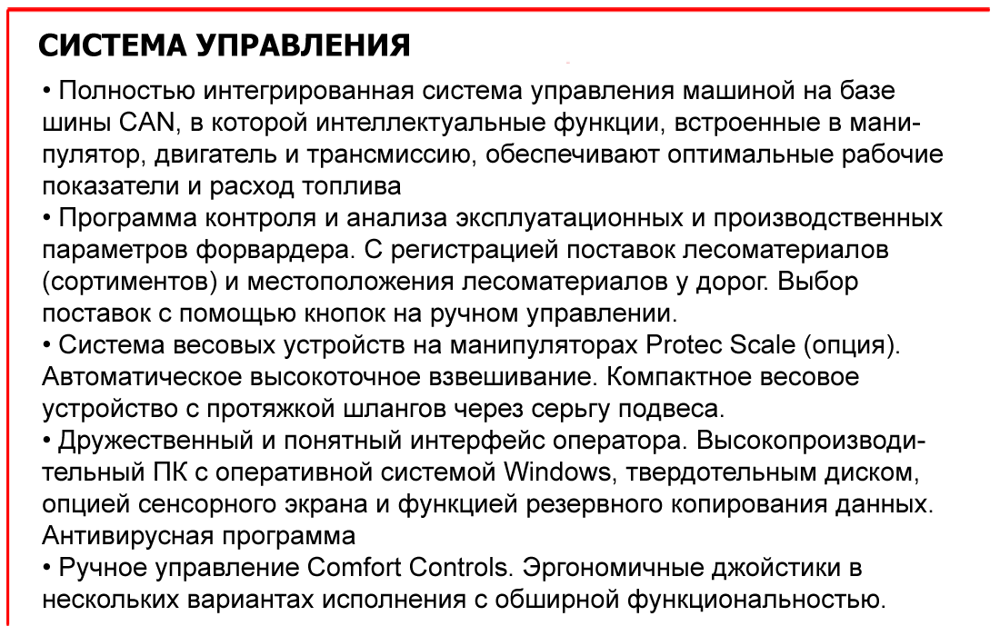 СИСТЕМА УПРАВЛЕНИЯ
• Полностью интегрированная система управления машиной на базе
шины CAN, в которой интеллектуальные функции, встроенные в мани-
пулятор, двигатель и трансмиссию, обеспечивают оптимальные рабочие
показатели и расход топлива
• Программа контроля и анализа эксплуатационных и производственных
параметров форвардера. С регистрацией поставок лесоматериалов
(сортиментов) и местоположения лесоматериалов у дорог. Выбор
поставок с помощью кнопок на ручном управлении.
• Система весовых устройств на манипуляторах Protec Scale (опция).
Автоматическое высокоточное взвешивание. Компактное весовое
устройство с протяжкой шлангов через серьгу подвеса.
• Дружественный и понятный интерфейс оператора. Высокопроизводи-
тельный ПК с оперативной системой Windows, твердотельным диском,
опцией сенсорного экрана и функцией резервного копирования данных.
Антивирусная программа
• Ручное управление Comfort Controls. Эргономичные джойстики в
нескольких вариантах исполнения с обширной функциональностью.